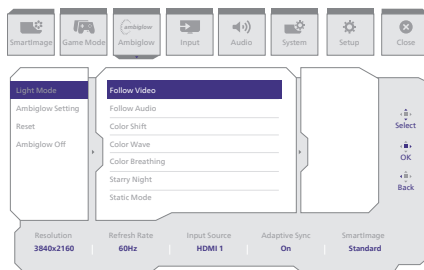 ambiglow
SmartImage Game Mode Ambiglow Input Audio System Setup Close
Light Mode
Ambiglow Setting
Reset
Ambiglow Off
Follow Video
Follow Audio
Color Shift
Color Wave
Color Breathing
Starry Night
Static Mode
Select
OK
Back
Resolution Refresh Rate Input Source Adaptive Sync SmartImage
3840x2160 60Hz HDMI 1 On Standard